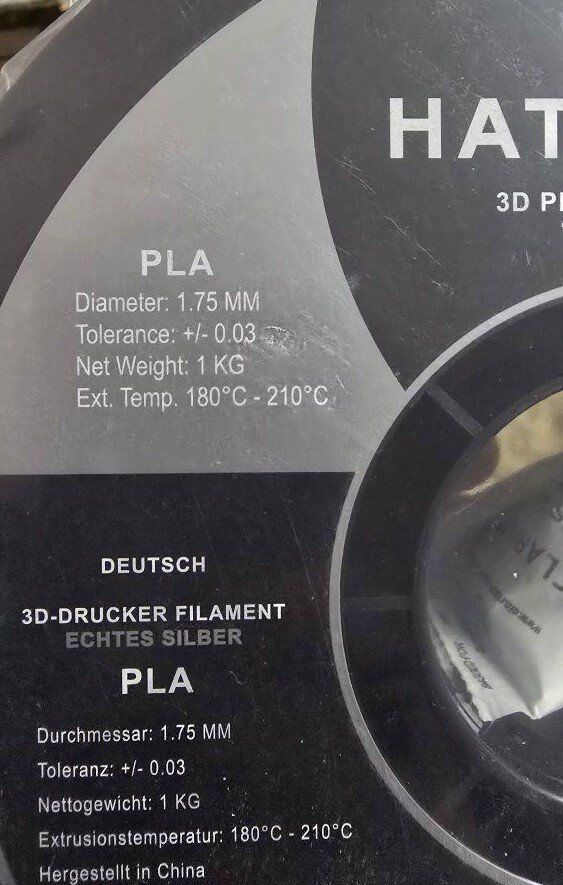 HAT
3D P
PLA
Diameter: 1.75 MM
Tolerance: +/- 0.03
Net Weight: 1 KG
Ext. Temp. 180°C - 210°C
DEUTSCH
3D-DRUCKER FILAMENT
ECHTES SILBER
PLA
Durchmessar: 1.75 MM
Toleranz: +/- 0.03
Nettogewicht: 1 KG
Extrusionstemperatur: 180°C - 210°C
Hergestellt in China